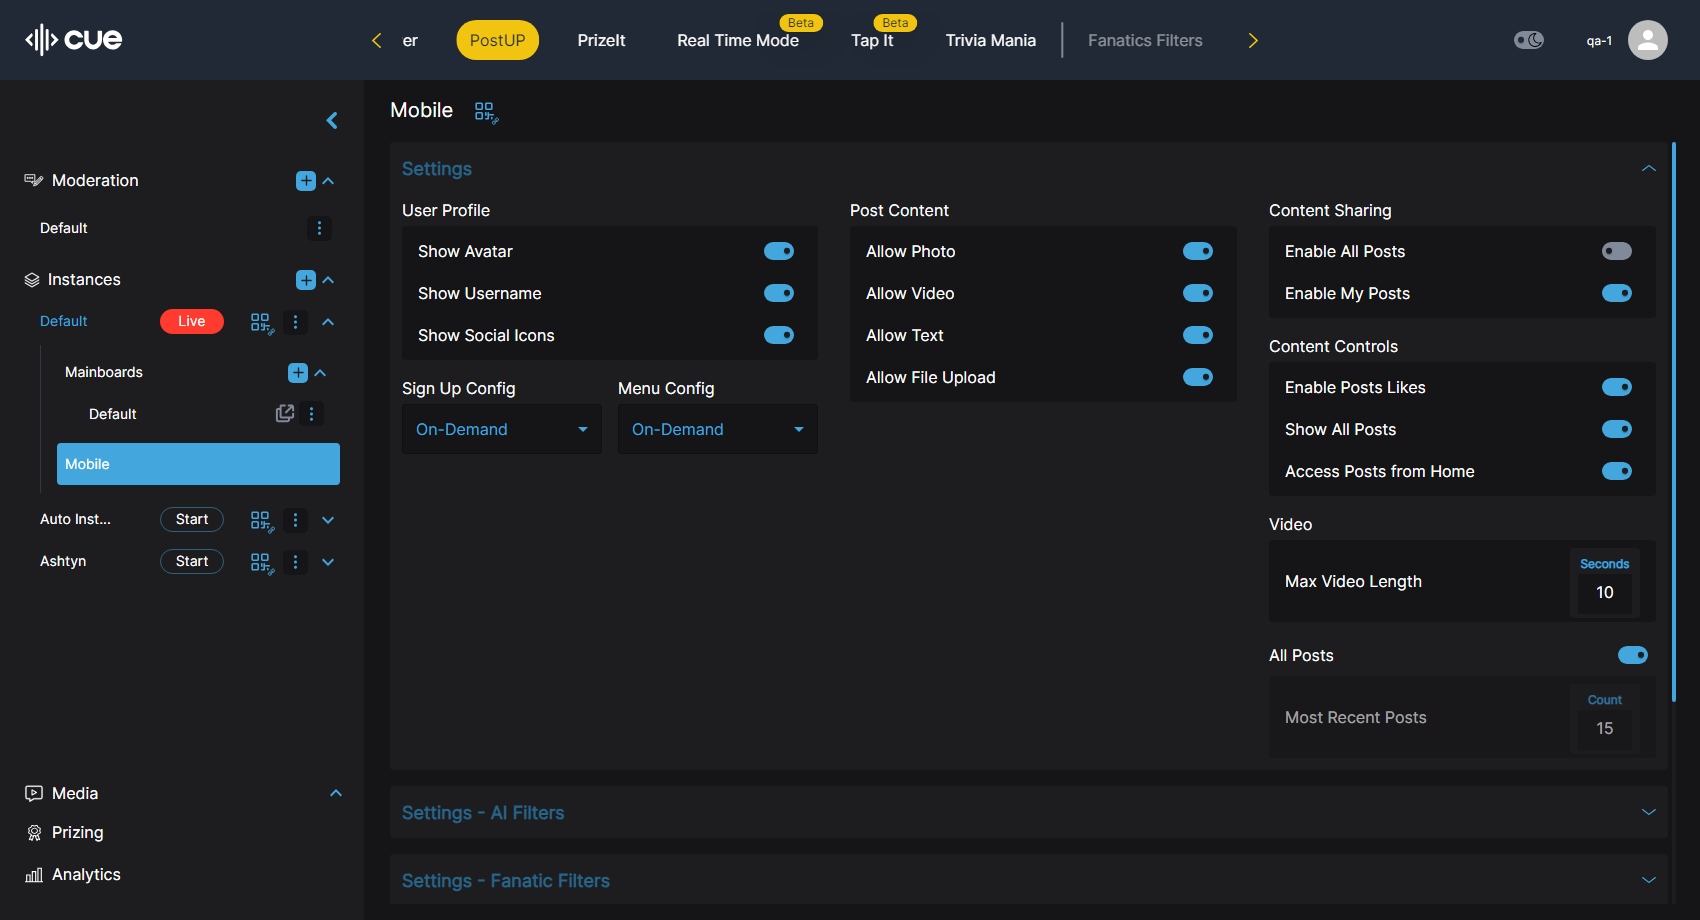 cue
er
PostUP
PrizeIt
Real Time Mode
Beta
Tap It
Beta
Trivia Mania
Fanatics Filters
qa-1
Moderation
Default
Instances
Default
Live
Mainboards
Default
Mobile
Auto Inst...
Start
Ashtyn
Start
Media
Prizing
Analytics
Mobile
Settings
User Profile
Show Avatar
Show Username
Show Social Icons
Sign Up Config
On-Demand
Menu Config
On-Demand
Post Content
Allow Photo
Allow Video
Allow Text
Allow File Upload
Content Sharing
Enable All Posts
Enable My Posts
Content Controls
Enable Posts Likes
Show All Posts
Access Posts from Home
Video
Max Video Length
Seconds
10
All Posts
Most Recent Posts
Count
15
Settings - AI Filters
Settings - Fanatic Filters